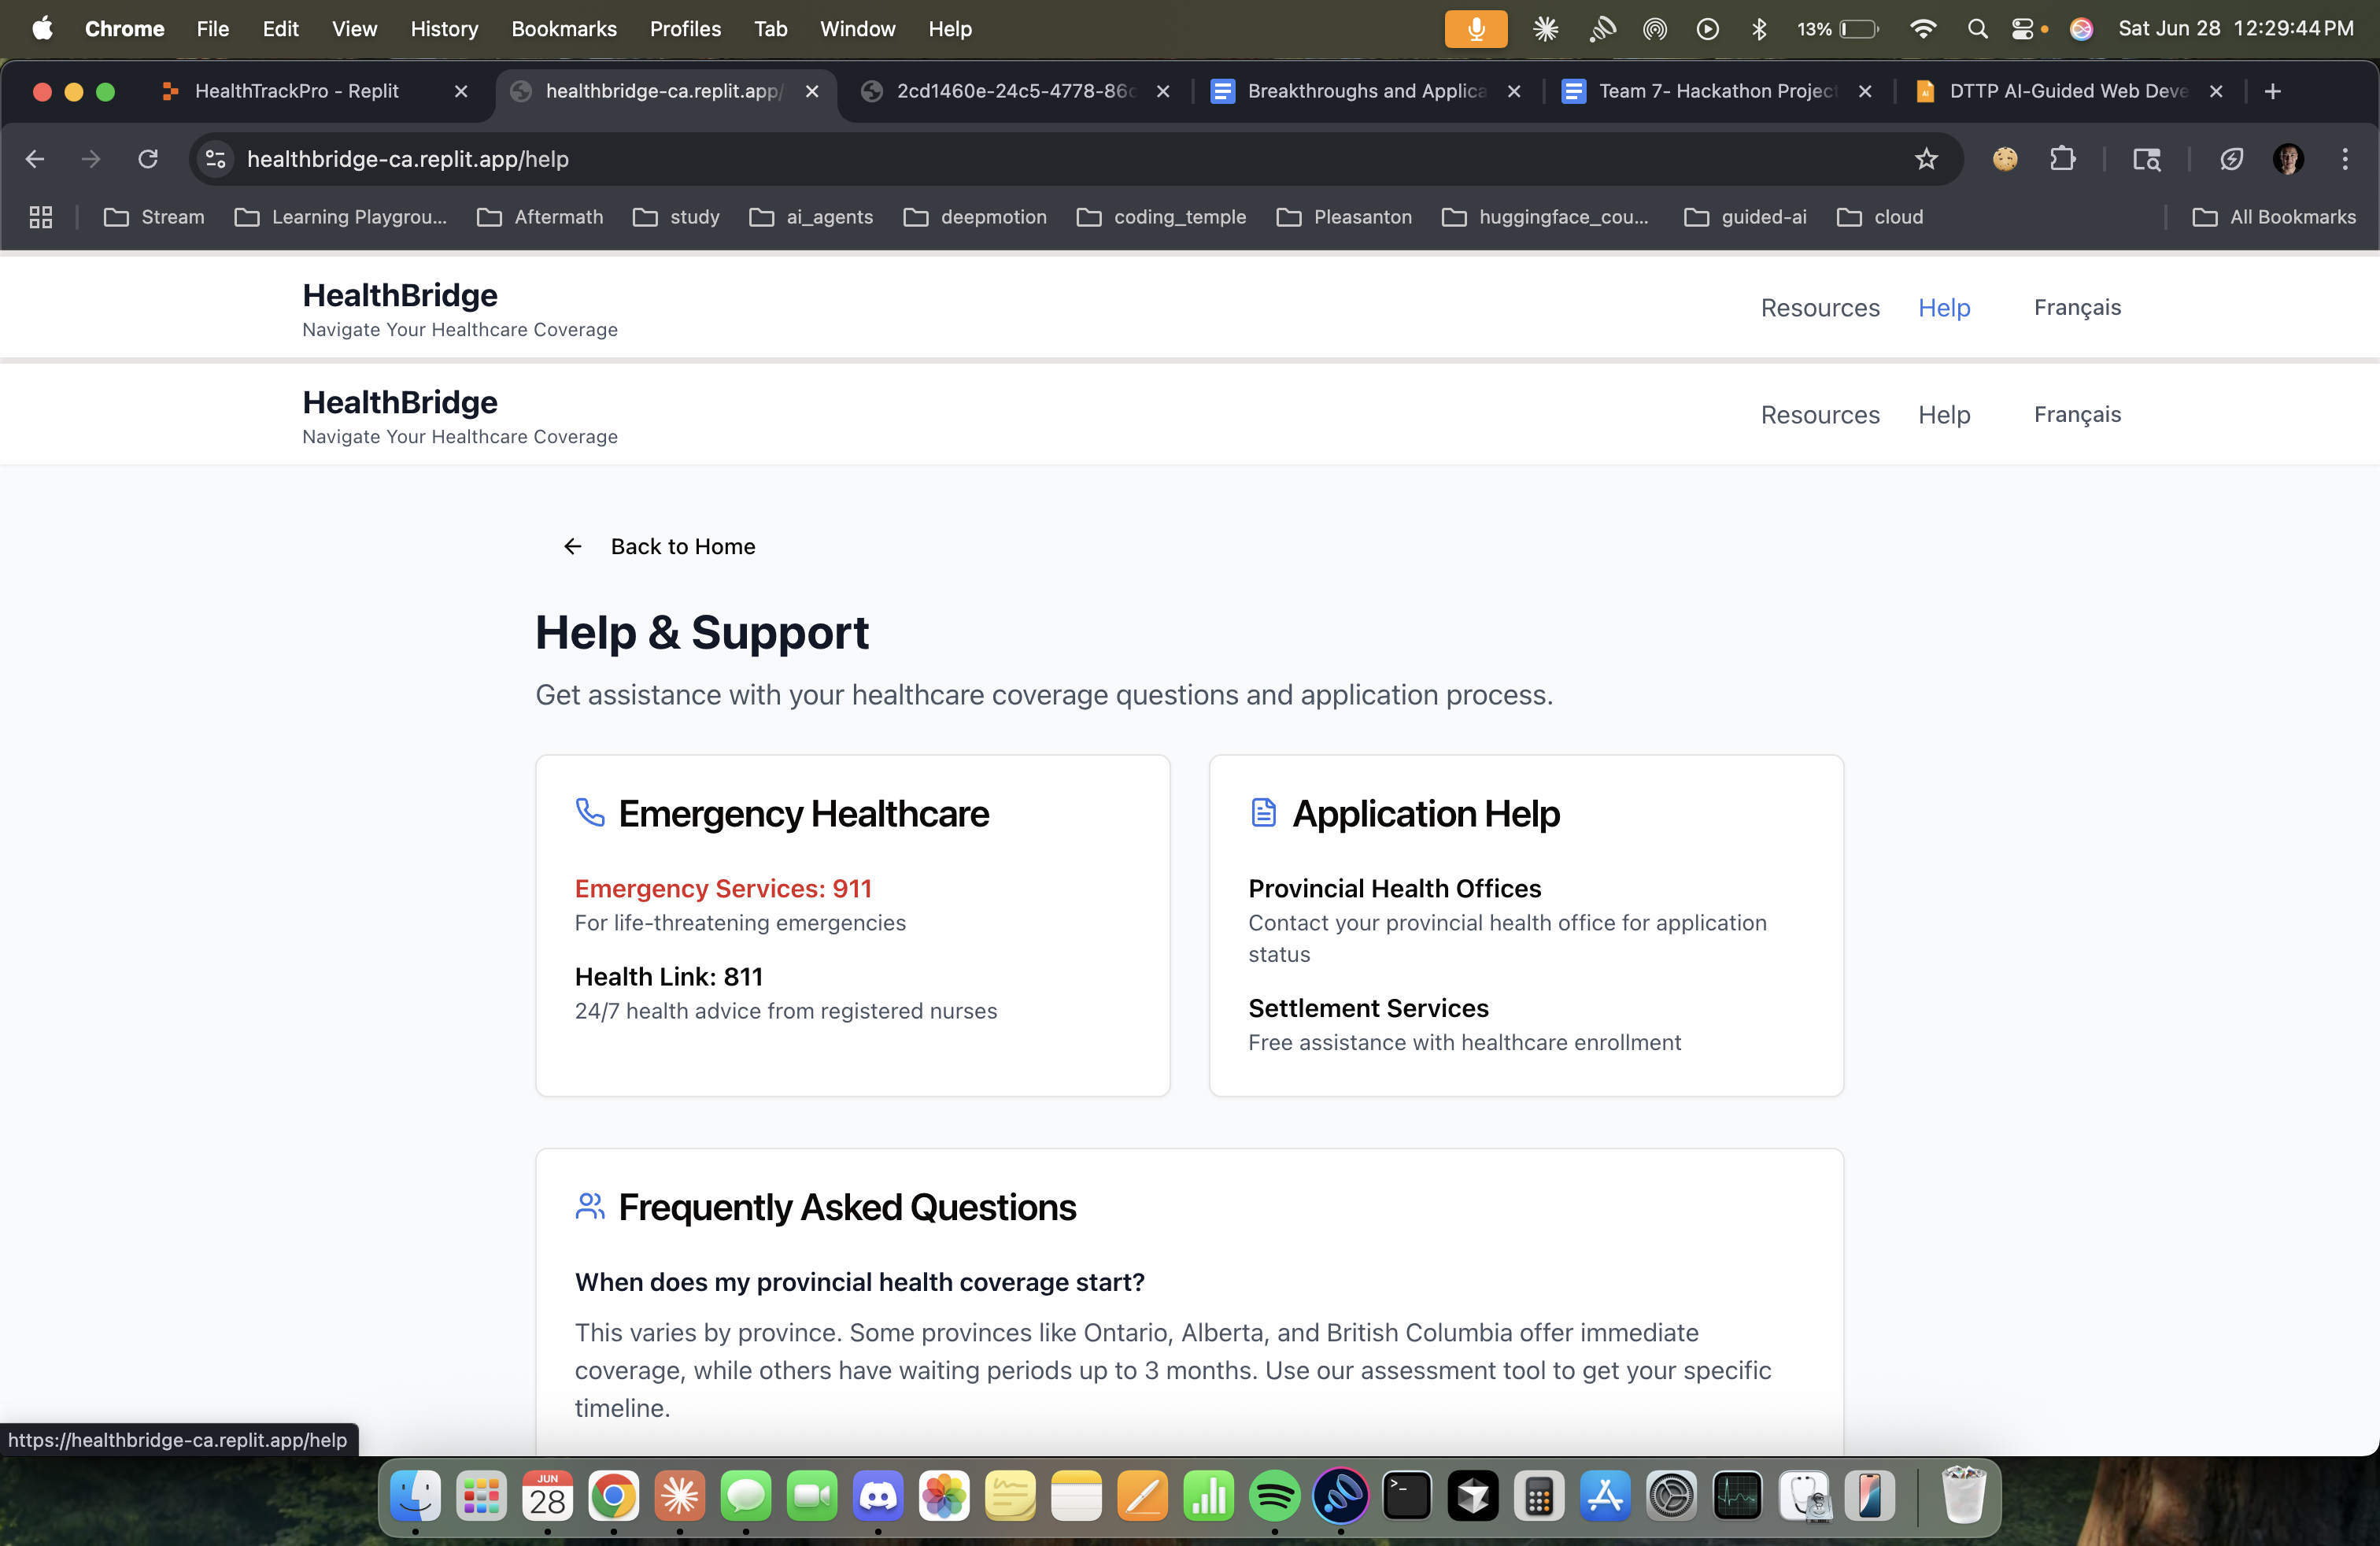 Chrome File Edit View History Bookmarks Profiles Tab Window Help 13% Sat Jun 28 12:29:44 PM
HealthTrackPro - Replit healthbridge-ca.replit.app/ 2cd1460e-24c5-4778-86c Breakthroughs and Applica Team 7- Hackathon Project DTTP AI-Guided Web Deve
healthbridge-ca.replit.app/help
Stream Learning Playgrou... Aftermath study ai_agents deepmotion coding_temple Pleasanton huggingface_cou... guided-ai cloud All Bookmarks
HealthBridge
Navigate Your Healthcare Coverage
Resources Help Français
HealthBridge
Navigate Your Healthcare Coverage
Resources Help Français
Back to Home
Help & Support
Get assistance with your healthcare coverage questions and application process.
Emergency Healthcare
Emergency Services: 911
For life-threatening emergencies
Health Link: 811
24/7 health advice from registered nurses
Application Help
Provincial Health Offices
Contact your provincial health office for application
status
Settlement Services
Free assistance with healthcare enrollment
Frequently Asked Questions
When does my provincial health coverage start?
This varies by province. Some provinces like Ontario, Alberta, and British Columbia offer immediate
coverage, while others have waiting periods up to 3 months. Use our assessment tool to get your specific
timeline.
https://healthbridge-ca.replit.app/help
JUN
28